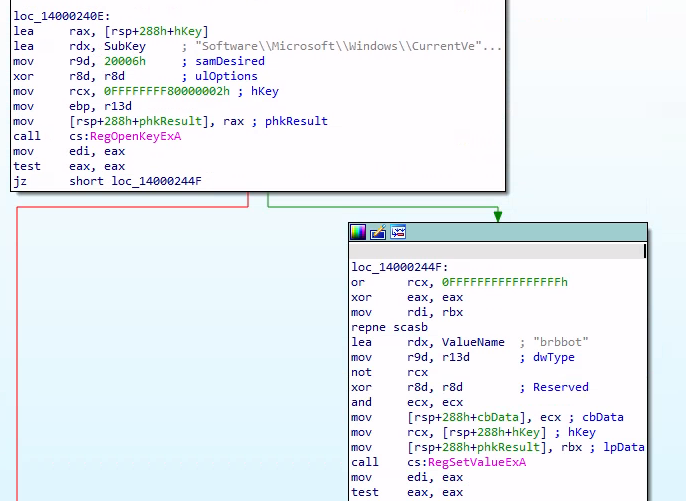 loc_14000240E:
lea rax, [rsp+288h+hKey]
lea rdx, SubKey ; "Software\\Microsoft\\Windows\\CurrentVe"...
mov r9d, 20006h ; samDesired
xor r8d, r8d ; ulOptions
mov rcx, 0FFFFFFFF80000002h ; hKey
mov ebp, r13d
mov [rsp+288h+phkResult], rax ; phkResult
call cs:RegOpenKeyExA
mov edi, eax
test eax, eax
jz short loc_14000244F
loc_14000244F:
or rcx, 0FFFFFFFFFFFFFFFFh
xor eax, eax
mov rdi, rbx
repne scasb
lea rdx, ValueName ; "brbbot"
mov r9d, r13d ; dwType
not rcx
xor r8d, r8d ; Reserved
and ecx, ecx
mov [rsp+288h+cbData], ecx ; cbData
mov rcx, [rsp+288h+hKey] ; hKey
mov [rsp+288h+phkResult], rbx ; lpData
call cs:RegSetValueExA
mov edi, eax
test eax, eax